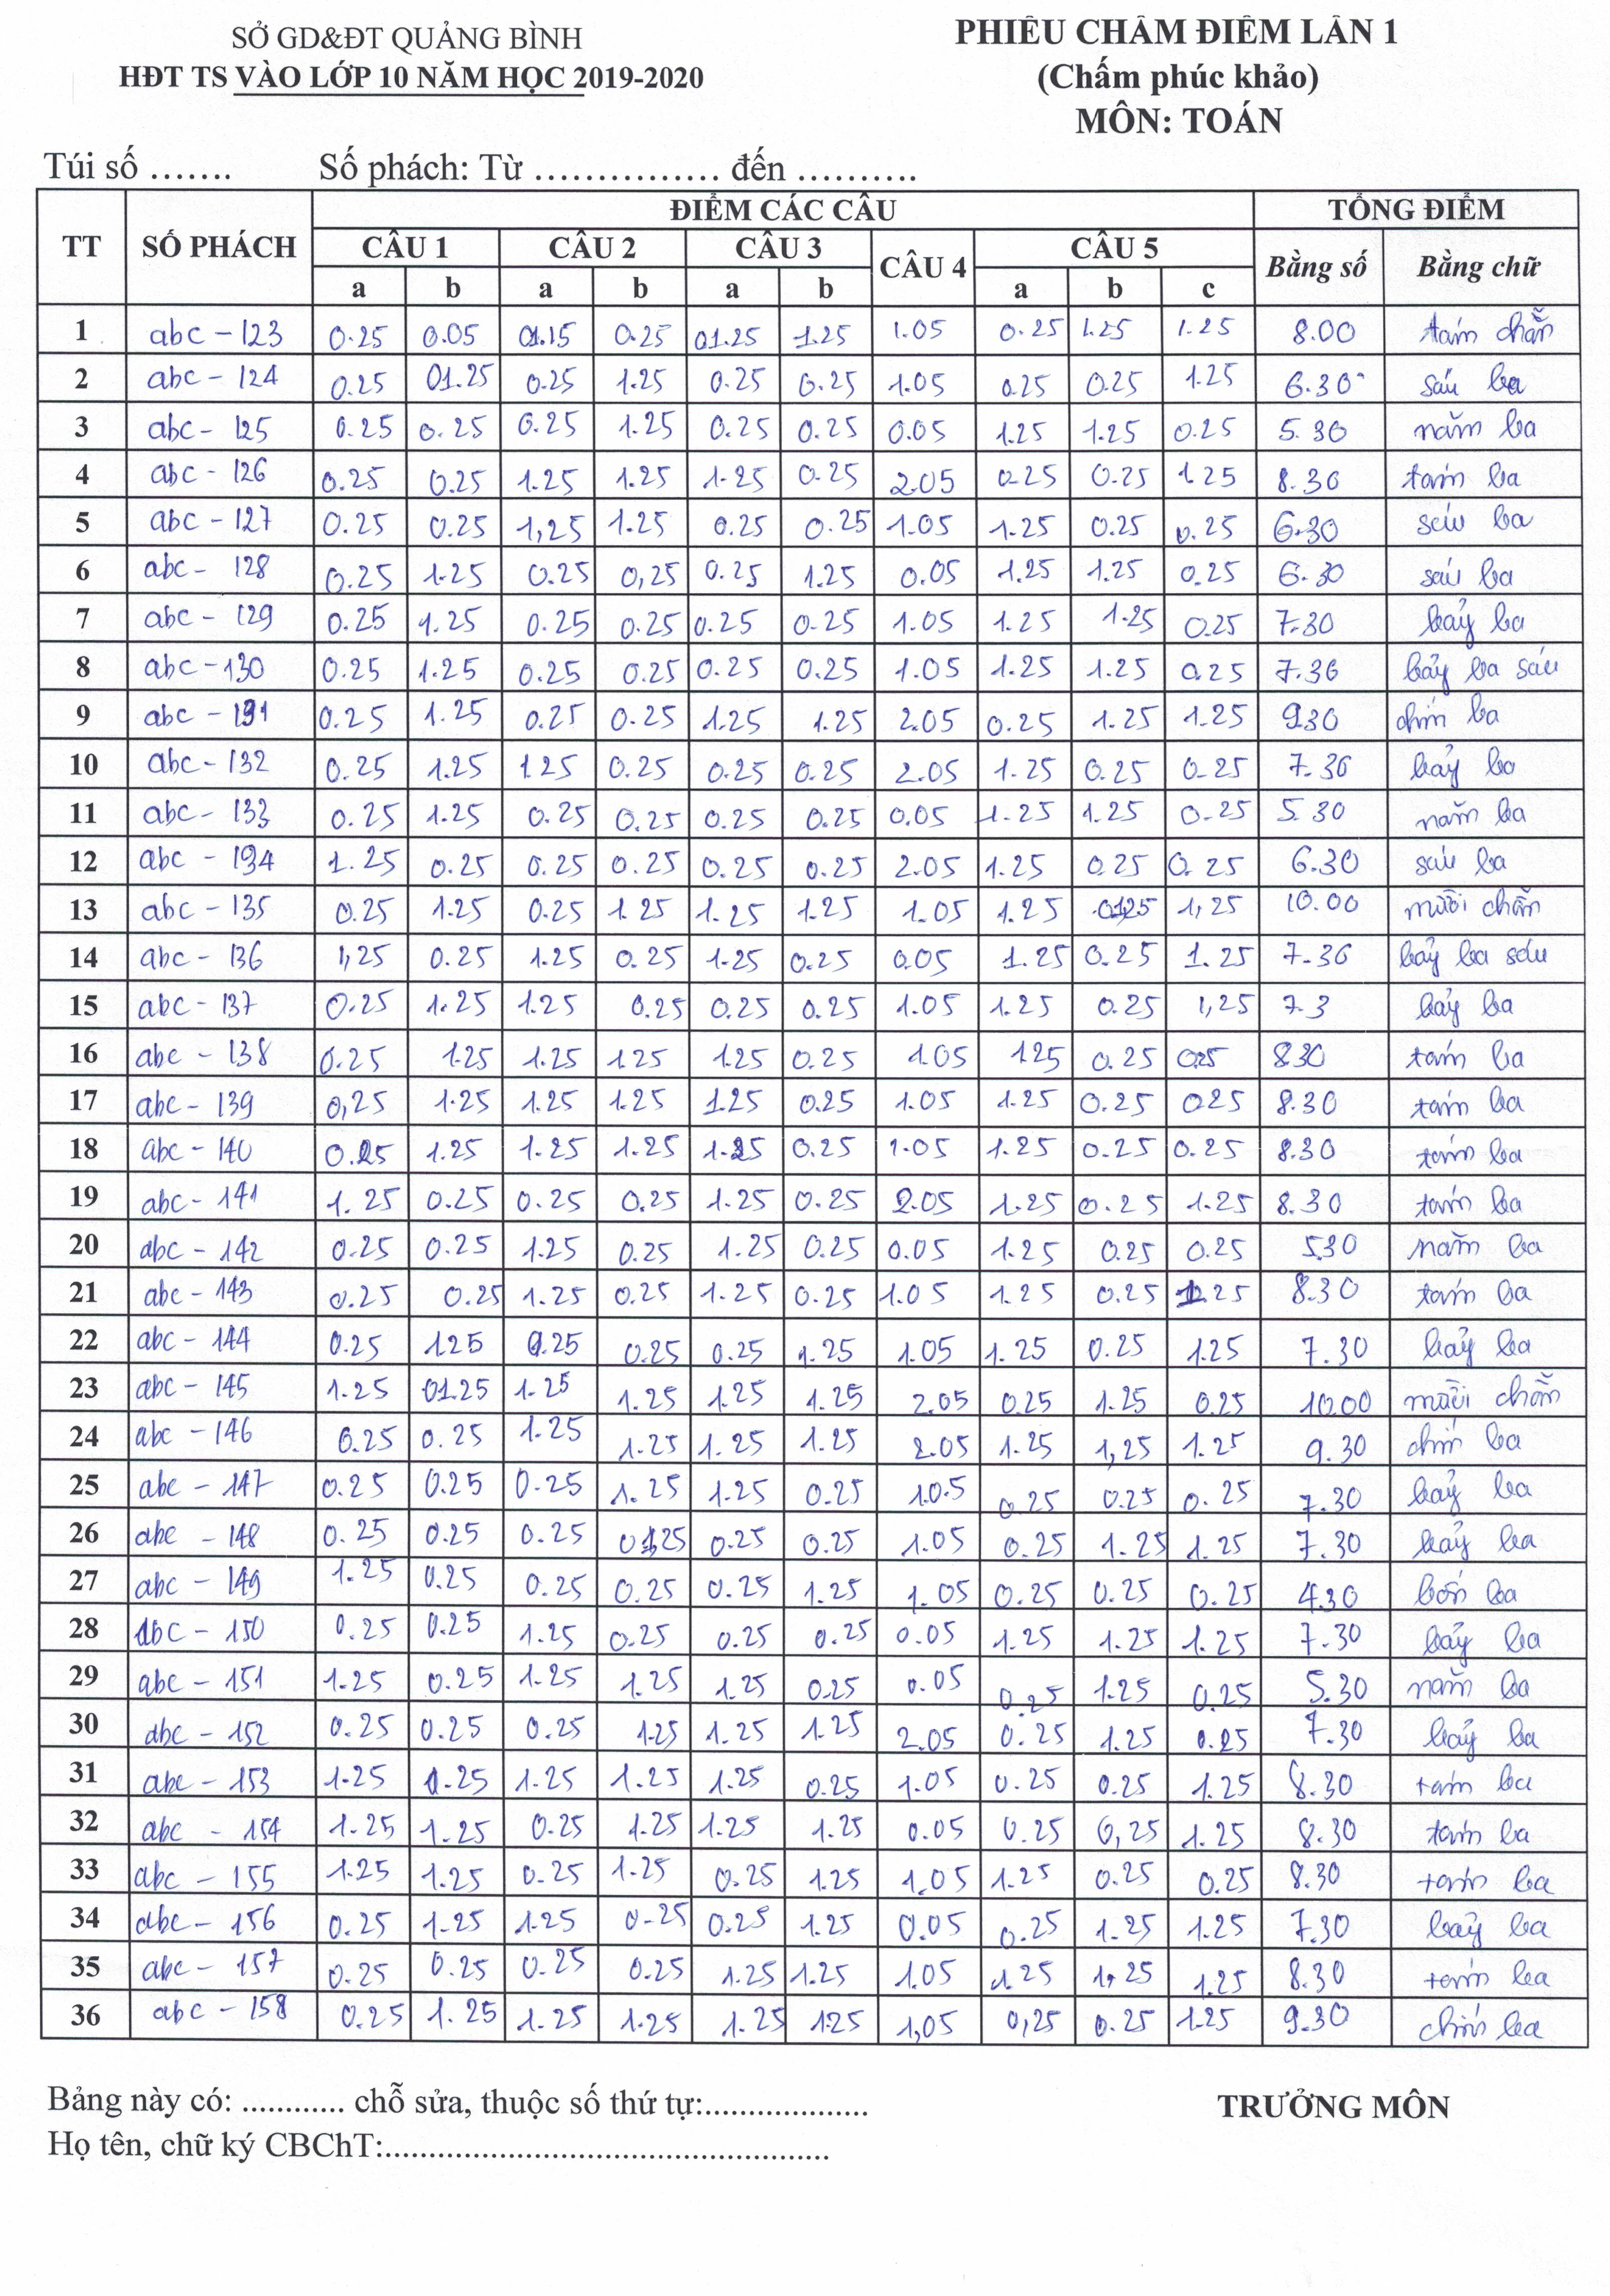 SỞ GD&ĐT QUẢNG BÌNH
HĐT TS VÀO LỚP 10 NĂM HỌC 2019-2020
PHIẾU CHẤM ĐIỂM LẦN 1
(Chấm phúc khảo)
MÔN: TOÁN
Túi số ....... Số phách: Từ ................ đến ..........
TT SỐ PHÁCH ĐIỂM CÁC CÂU TỔNG ĐIỂM
CÂU 1 CÂU 2 CÂU 3 CÂU 4 CÂU 5 Bằng số Bằng chữ
a b a b a b a b c
1 abc - 123 0.25 0.05 01.15 0.25 01.25 1.25 1.05 0.25 1.25 1.25 8.00 tám chẵn
2 abc - 124 0.25 01.25 0.25 1.25 0.25 0.25 1.05 0.25 0.25 1.25 6.30 sáu ba
3 abc - 125 0.25 0.25 0.25 1.25 0.25 0.25 0.05 1.25 1.25 0.25 5.30 năm ba
4 abc - 126 0.25 0.25 1.25 1.25 1.25 0.25 2.05 0.25 0.25 1.25 8.36 tám ba
5 abc - 127 0.25 0.25 1,25 1.25 0.25 0.25 1.05 1.25 0.25 0.25 6.30 sáu ba
6 abc - 128 0.25 1.25 0.25 0,25 0.25 1.25 0.05 1.25 1.25 0.25 6.30 sáu ba
7 abc - 129 0.25 1.25 0.25 0.25 0.25 0.25 1.05 1.25 1.25 0.25 7.30 bảy ba
8 abc - 130 0.25 1.25 0.25 0.25 0.25 0.25 1.05 1.25 1.25 0.25 7.36 bảy ba sáu
9 abc - 131 0.25 1.25 0.25 0.25 1.25 1.25 2.05 0.25 1.25 1.25 9.30 chín ba
10 abc - 132 0.25 1.25 1.25 0.25 0.25 0.25 2.05 1.25 0.25 0.25 7.36 bảy ba
11 abc - 133 0.25 1.25 0.25 0.25 0.25 0.25 0.05 1.25 1.25 0.25 5.30 năm ba
12 abc - 134 1.25 0.25 0.25 0.25 0.25 0.25 2.05 1.25 0.25 0.25 6.30 sáu ba
13 abc - 135 0.25 1.25 0.25 1.25 1.25 1.25 1.05 1.25 1,25 10.00 mười chẵn
14 abc - 136 1,25 0.25 1.25 0.25 1.25 0.25 0.05 1.25 0.25 1.25 7.36 bảy ba sáu
15 abc - 137 0.25 1.25 1.25 0.25 0.25 0.25 1.05 1.25 0.25 1,25 7.3 bảy ba
16 abc - 138 0.25 1.25 1.25 1.25 1.25 0.25 1.05 1.25 0.25 0.25 8.30 tám ba
17 abc - 139 0,25 1.25 1.25 1.25 1.25 0.25 1.05 1.25 0.25 0.25 8.30 tám ba
18 abc - 140 0.25 1.25 1.25 1.25 1.25 0.25 1.05 1.25 0.25 0.25 8.30 tám ba
19 abc - 141 1.25 0.25 0.25 0.25 1.25 0.25 2.05 1.25 0.25 1.25 8.30 tám ba
20 abc - 142 0.25 0.25 1.25 0.25 1.25 0.25 0.05 1.25 0.25 0.25 5.30 năm ba
21 abc - 143 0.25 0.25 1.25 0.25 1.25 0.25 1.05 1.25 0.25 1.25 8.30 tám ba
22 abc - 144 0.25 1.25 0.25 0.25 0.25 1.25 1.05 1.25 0.25 1.25 7.30 bảy ba
23 abc - 145 1.25 01.25 1.25 1.25 1.25 1.25 2.05 0.25 1.25 0.25 10.00 mười chẵn
24 abc - 146 0.25 0.25 1.25 1.25 1.25 1.25 2.05 1.25 1,25 1.25 9.30 chín ba
25 abc - 147 0.25 0.25 0.25 1.25 1.25 0.25 1.05 0.25 0.25 0.25 7.30 bảy ba
26 abc - 148 0.25 0.25 0.25 0.25 0.25 1.05 0.25 1.25 1.25 7.30 bảy ba
27 abc - 149 1.25 0.25 0.25 0.25 0.25 1.25 1.05 0.25 0.25 0.25 4.30 bốn ba
28 abc - 150 0.25 0.25 1.25 0.25 0.25 0.25 0.05 1.25 1.25 1.25 7.30 bảy ba
29 abc - 151 1.25 0.25 1.25 1.25 1.25 0.25 0.05 0.25 1.25 0.25 5.30 năm ba
30 abc - 152 0.25 0.25 0.25 1.25 1.25 1.25 2.05 0.25 1.25 0.25 7.30 bảy ba
31 abc - 153 1.25 0.25 1.25 1.25 1.25 0.25 1.05 0.25 0.25 1.25 8.30 tám ba
32 abc - 154 1.25 1.25 0.25 1.25 1.25 1.25 0.05 0.25 0,25 1.25 8.30 tám ba
33 abc - 155 1.25 1.25 0.25 1.25 0.25 1.25 1.05 1.25 0.25 0.25 8.30 tám ba
34 abc - 156 0.25 1.25 1.25 0.25 0.25 1.25 0.05 0.25 1.25 1.25 7.30 bảy ba
35 abc - 157 0.25 0.25 0.25 0.25 1.25 1.25 1.05 1.25 1,25 1.25 8.30 tám ba
36 abc - 158 0.25 1.25 1.25 1.25 1.25 1.25 1,05 0,25 0.25 1.25 9.30 chín ba
Bảng này có: ............ chỗ sửa, thuộc số thứ tự:...................
TRƯỞNG MÔN
Họ tên, chữ ký CBChT:....................................................